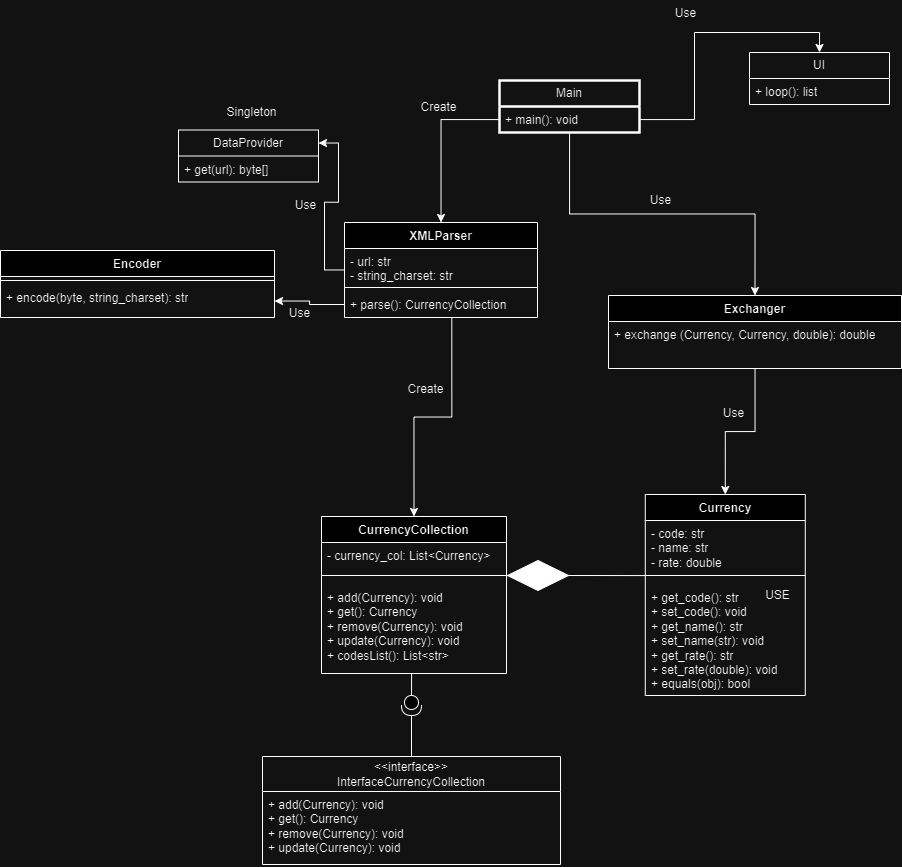 Use
UI
+ loop(): list
Main
+ main(): void
Create
Singleton
DataProvider
+ get(url): byte[]
Use
Use
XMLParser
- url: str
- string_charset: str
+ parse(): CurrencyCollection
Encoder
+ encode(byte, string_charset): str
Use
Exchanger
+ exchange (Currency, Currency, double): double
Create
Use
CurrencyCollection
- currency_col: List<Currency>
+ add(Currency): void
+ get(): Currency
+ remove(Currency): void
+ update(Currency): void
+ codesList(): List<str>
Currency
- code: str
- name: str
- rate: double
+ get_code(): str
USE
+ set_code(): void
+ get_name(): str
+ set_name(str): void
+ get_rate(): str
+ set_rate(double): void
+ equals(obj): bool
<<interface>>
InterfaceCurrencyCollection
+ add(Currency): void
+ get(): Currency
+ remove(Currency): void
+ update(Currency): void